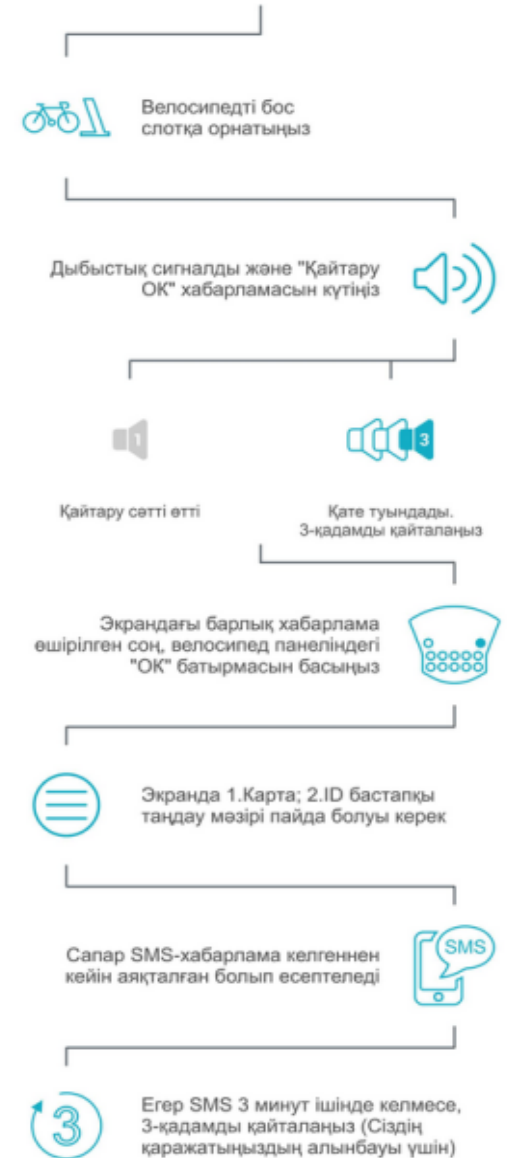 Велосипедті бос
слотқа орнатыңыз
Дыбыстық сигналды және "Қайтару
ОК" хабарламасын күтіңіз
1
3
Қайтару сәтті өтті
Қате туындады.
3-қадамды қайталаңыз
Экрандағы барлық хабарлама
өшірілген соң, велосипед панеліндегі
"ОК" батырмасын басыңыз
Экранда 1.Карта; 2.ID бастапқы
таңдау мәзірі пайда болуы керек
Сапар SMS-хабарлама келгеннен
кейін аяқталған болып есептеледі
SMS
3
Егер SMS 3 минут ішінде келмесе,
3-қадамды қайталаңыз (Сіздің
қаражатыңыздың алынбауы үшін)